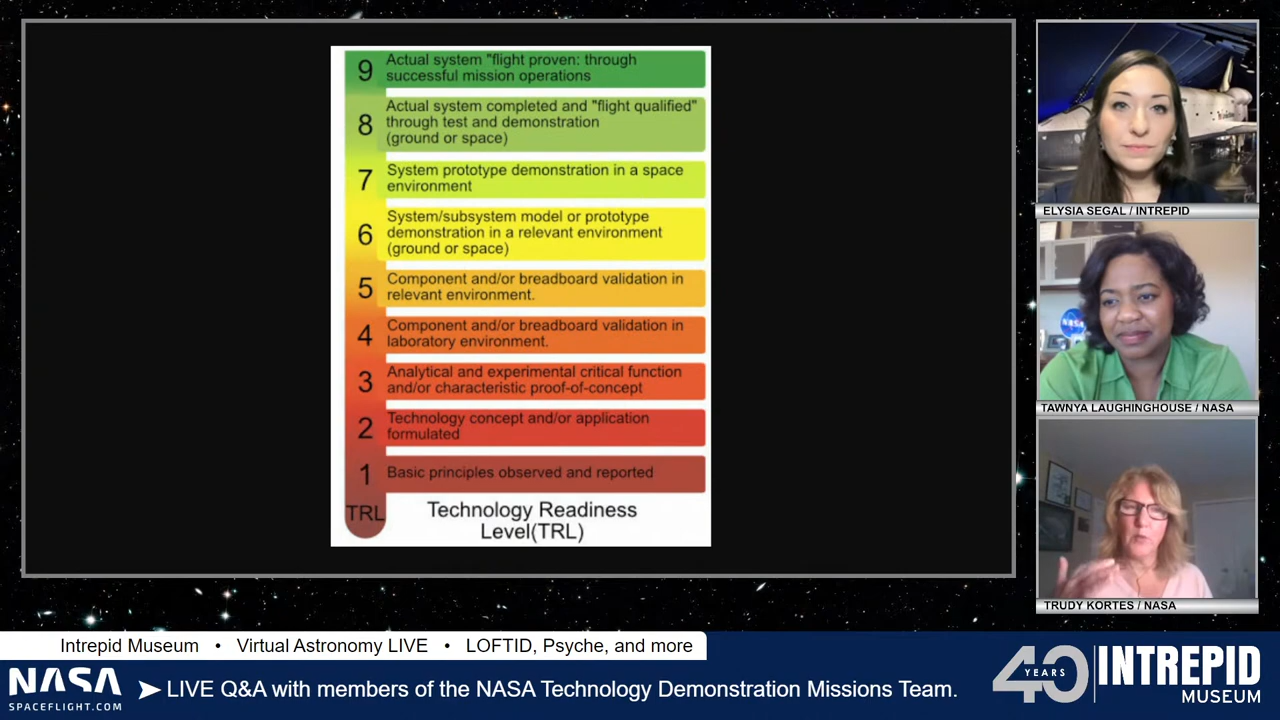 9
Actual system "flight proven: through
successful mission operations
8
Actual system completed and "flight qualified"
through test and demonstration
(ground or space)
7
System prototype demonstration in a space
environment
6
System/subsystem model or prototype
demonstration in a relevant environment
(ground or space)
5
Component and/or breadboard validation in
relevant environment.
4
Component and/or breadboard validation in
laboratory environment.
3
Analytical and experimental critical function
and/or characteristic proof-of-concept
2
Technology concept and/or application
formulated
1
Basic principles observed and reported
TRL
Technology Readiness
Level(TRL)
ELYSIA SEGAL / INTREPID
NASA
TAWNYA LAUGHINGHOUSE / NASA
TRUDY KORTES / NASA
Intrepid Museum • Virtual Astronomy LIVE • LOFTID, Psyche, and more
NASA
SPACEFLIGHT.COM
LIVE Q&A with members of the NASA Technology Demonstration Missions Team.
40
YEARS
INTREPID
MUSEUM